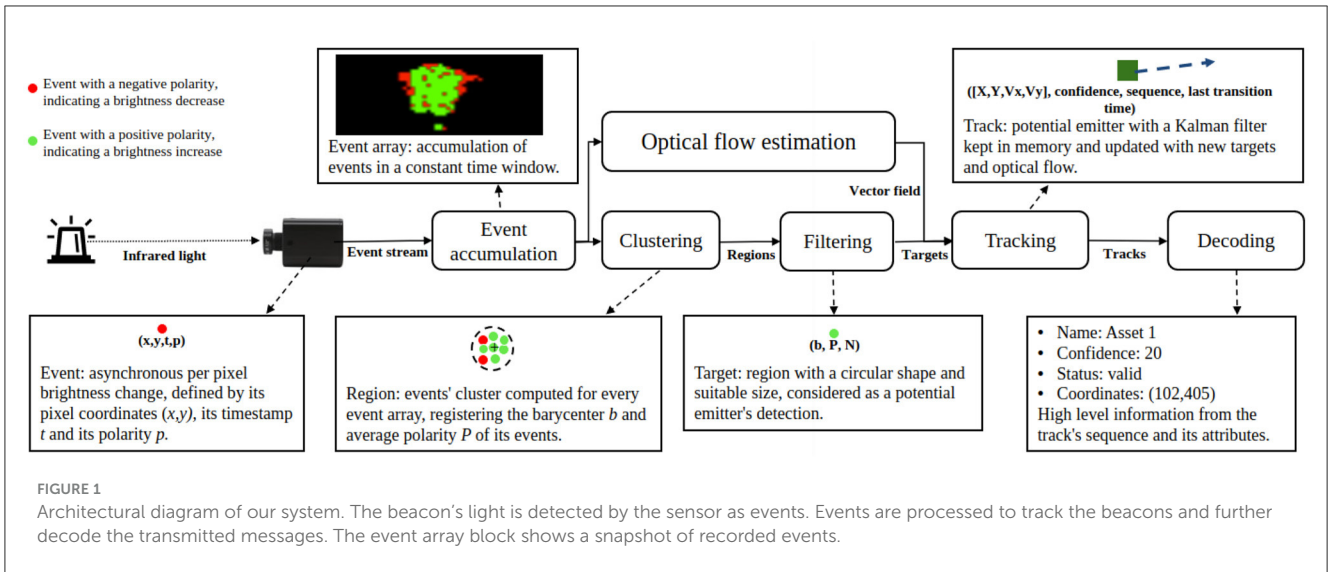 Event with a negative polarity,
indicating a brightness decrease
Event with a positive polarity,
indicating a brightness increase
Event array: accumulation of
events in a constant time window.
Optical flow estimation
Vector field
([X,Y,Vx,Vy], confidence, sequence, last transition
time)
Track: potential emitter with a Kalman filter
kept in memory and updated with new targets
and optical flow.
Infrared light
Event stream
Event
accumulation
Clustering
Regions
Filtering
Targets
Tracking
Tracks
Decoding
(x,y,t,p)
Event: asynchronous per pixel
brightness change, defined by its
pixel coordinates (x,y), its timestamp
t and its polarity p.
Region: events' cluster computed for every
event array, registering the barycenter b and
average polarity P of its events.
(b, P, N)
Target: region with a circular shape and
suitable size, considered as a potential
emitter's detection.
• Name: Asset 1
• Confidence: 20
• Status: valid
• Coordinates: (102,405)
High level information from the
track's sequence and its attributes.
FIGURE 1
Architectural diagram of our system. The beacon's light is detected by the sensor as events. Events are processed to track the beacons and further
decode the transmitted messages. The event array block shows a snapshot of recorded events.